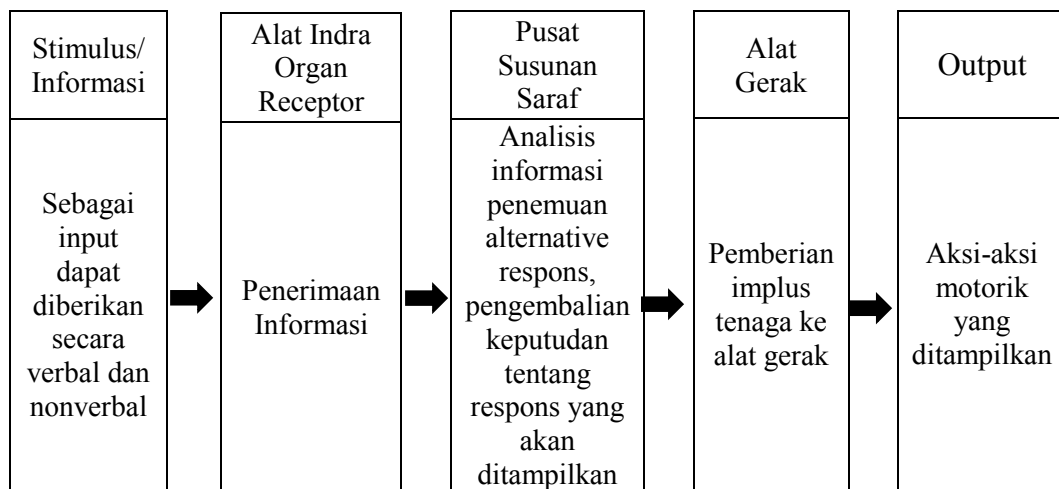 Stimulus/
Informasi
Sebagai
input
dapat
diberikan
secara
verbal dan
nonverbal
Alat Indra
Organ
Receptor
Penerimaan
Informasi
Pusat
Susunan
Saraf
Analisis
informasi
penemuan
alternative
respons,
pengembalian
keputudan
tentang
respons yang
akan
ditampilkan
Alat
Gerak
Pemberian
implus
tenaga ke
alat gerak
Output
Aksi-aksi
motorik
yang
ditampilkan